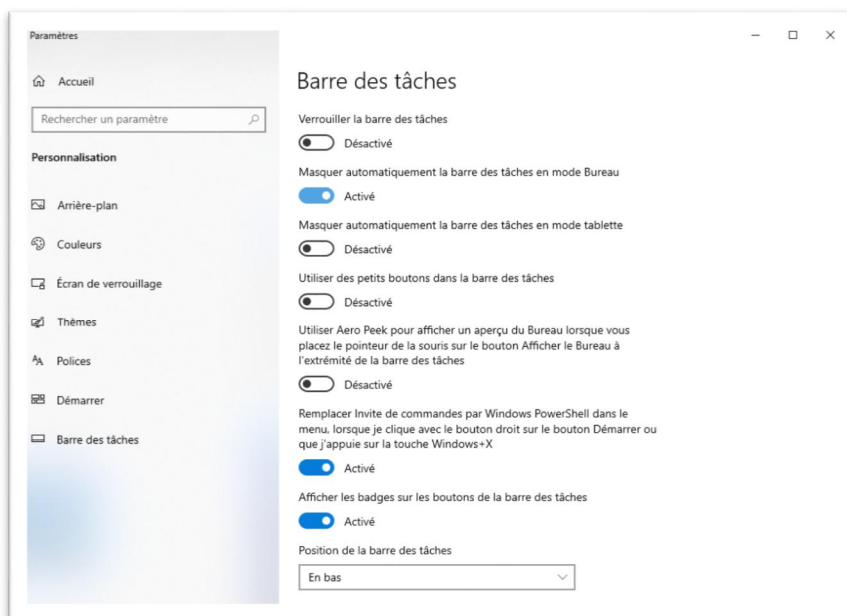 Paramètres
Accueil
Rechercher un paramètre
Personnalisation
Arrière-plan
Couleurs
Écran de verrouillage
Thèmes
Polices
Démarrer
Barre des tâches
Barre des tâches
Verrouiller la barre des tâches
Désactivé
Masquer automatiquement la barre des tâches en mode Bureau
Activé
Masquer automatiquement la barre des tâches en mode tablette
Désactivé
Utiliser des petits boutons dans la barre des tâches
Désactivé
Utiliser Aero Peek pour afficher un aperçu du Bureau lorsque vous
placez le pointeur de la souris sur le bouton Afficher le Bureau à
l'extrémité de la barre des tâches
Désactivé
Remplacer Invite de commandes par Windows PowerShell dans le
menu, lorsque je clique avec le bouton droit sur le bouton Démarrer ou
que j'appuie sur la touche Windows+X
Activé
Afficher les badges sur les boutons de la barre des tâches
Activé
Position de la barre des tâches
En bas